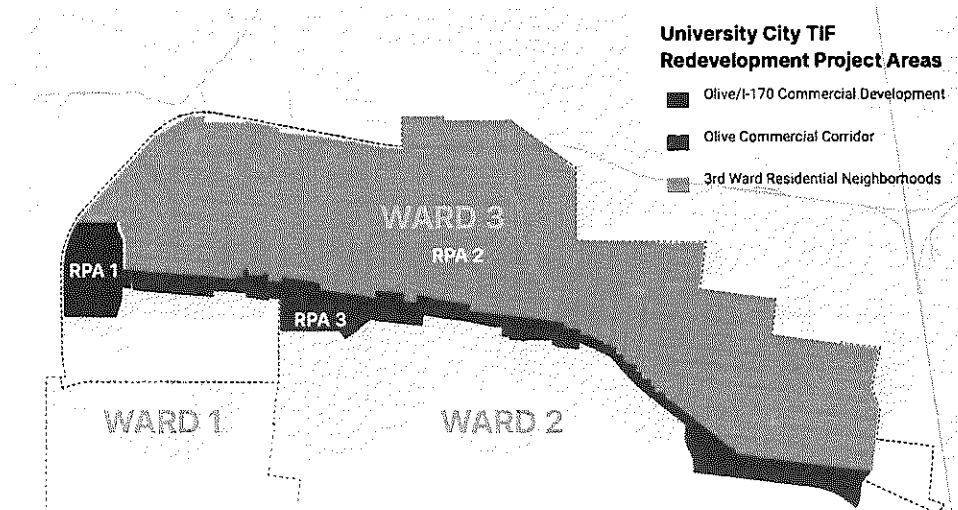 University City TIF
Redevelopment Project Areas
Olive/I-170 Commercial Development
Olive Commercial Corridor
3rd Ward Residential Neighborhoods
WARD 3
RPA 2
RPA 1
RPA 3
WARD 1
WARD 2